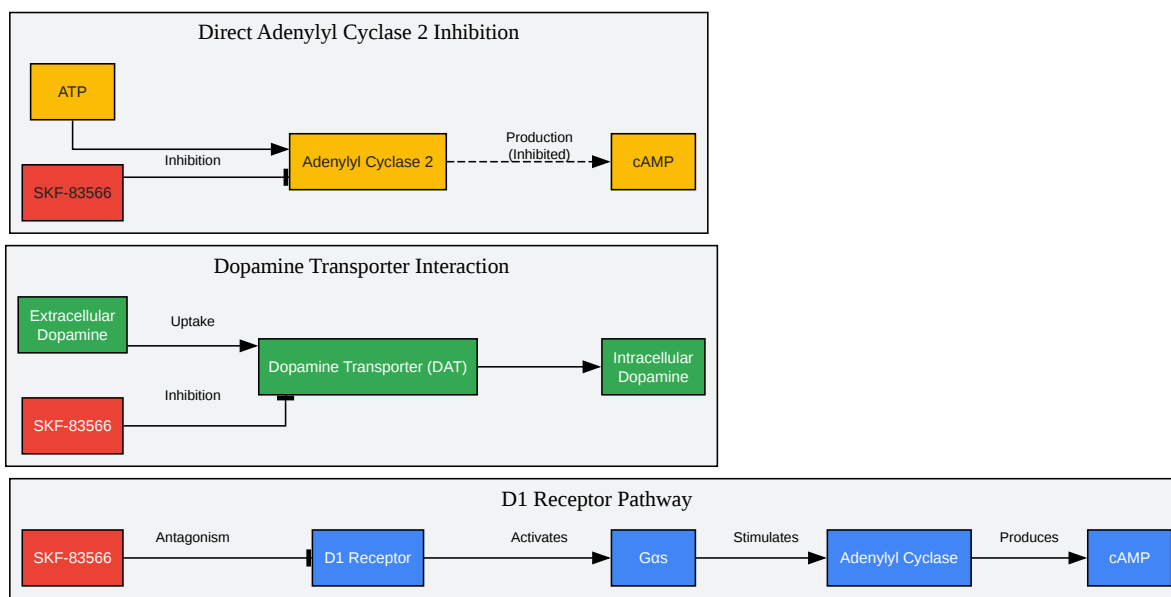 Direct Adenylyl Cyclase 2 Inhibition
ATP
Inhibition
SKF-83566
Adenylyl Cyclase 2
Production
(Inhibited)
cAMP
Dopamine Transporter Interaction
Extracellular
Dopamine
Uptake
Dopamine Transporter (DAT)
Intracellular
Dopamine
Inhibition
SKF-83566
D1 Receptor Pathway
SKF-83566
Antagonism
D1 Receptor
Activates
Gαs
Stimulates
Adenylyl Cyclase
Produces
cAMP